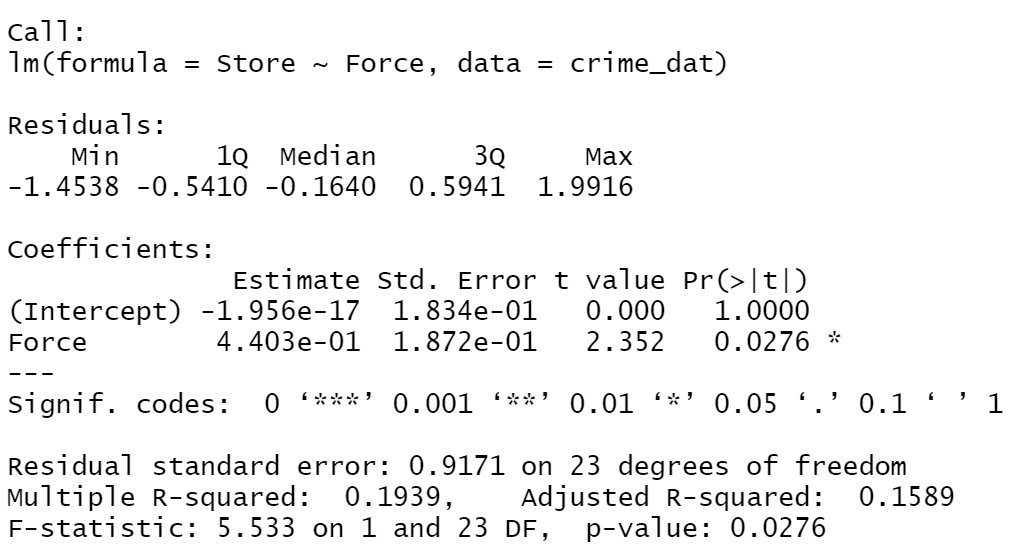 Call:
lm(formula = Store ~ Force, data = crime_dat)
Residuals:
Min 1Q Median 3Q Max
-1.4538 -0.5410 -0.1640 0.5941 1.9916
Coefficients:
Estimate Std. Error t value Pr(>|t|)
(Intercept) -1.956e-17 1.834e-01 0.000 1.0000
Force 4.403e-01 1.872e-01 2.352 0.0276 *
---
Signif. codes: 0 ‘***’ 0.001 ‘**’ 0.01 ‘*’ 0.05 ‘.’ 0.1 ‘ ’ 1
Residual standard error: 0.9171 on 23 degrees of freedom
Multiple R-squared: 0.1939, Adjusted R-squared: 0.1589
F-statistic: 5.533 on 1 and 23 DF, p-value: 0.0276